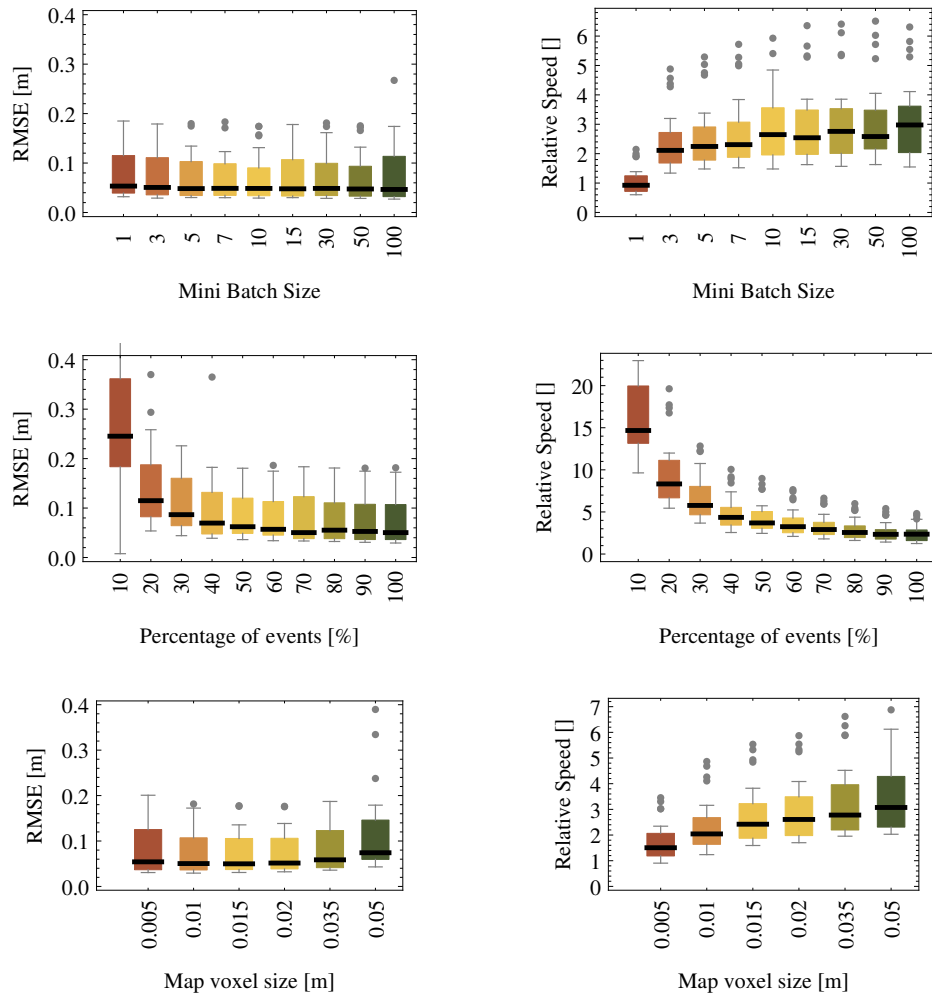 0.4
0.3
0.2
0.1
0.0
RMSE [m]
1 3 5 7 10 15 30 50 100
Mini Batch Size
6
5
4
3
2
1
0
Relative Speed []
1 3 5 7 10 15 30 50 100
Mini Batch Size
0.4
0.3
0.2
0.1
0.0
RMSE [m]
10 20 30 40 50 60 70 80 90 100
Percentage of events [%]
20
15
10
5
0
Relative Speed []
10 20 30 40 50 60 70 80 90 100
Percentage of events [%]
0.4
0.3
0.2
0.1
0.0
RMSE [m]
0.005 0.01 0.015 0.02 0.035 0.05
Map voxel size [m]
7
6
5
4
3
2
1
0
Relative Speed []
0.005 0.01 0.015 0.02 0.035 0.05
Map voxel size [m]